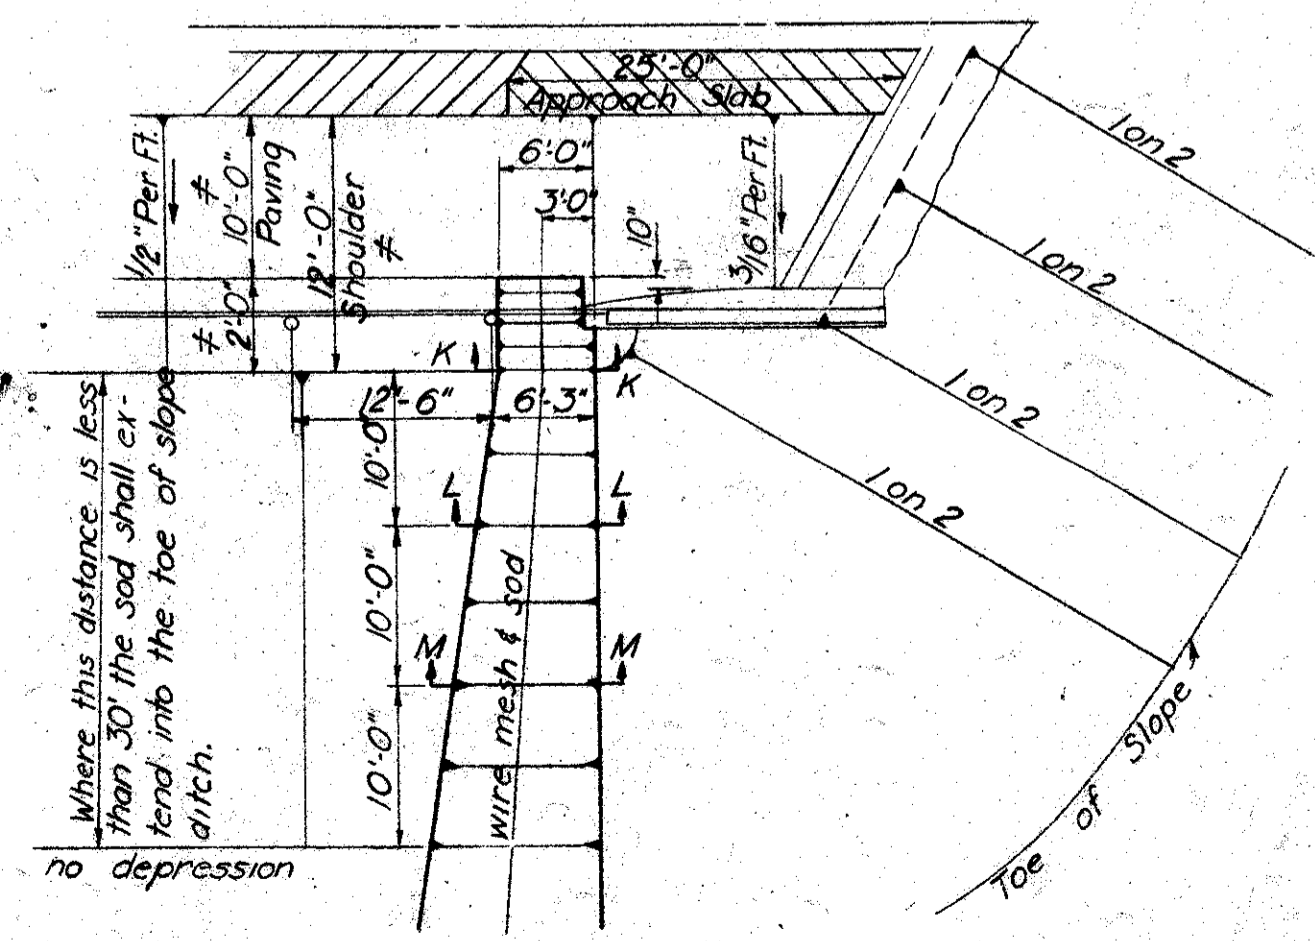 25'-0"
Approach Slab
1/2" Per Ft.
≠
10'-0"
Paving
12'-0"
Shoulder
≠
6'-0"
3'-0"
10"
3/16" Per Ft.
≠
2'-0"
1 on 2
1 on 2
1 on 2
1 on 2
K
K
12'-6"
6'-3"
10'-0"
L
L
10'-0"
M
M
10'-0"
wire mesh & sod
Where this distance is less
than 30' the sod shall ex-
tend into the toe of slope
ditch.
no depression
Toe of Slope